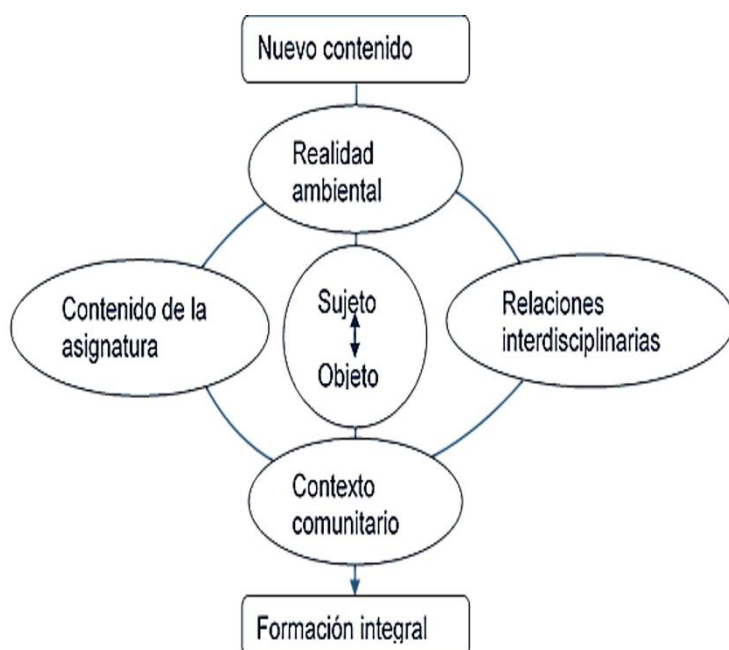 Nuevo contenido
Realidad
ambiental
Contenido de la
asignatura
Sujeto
Objeto
Relaciones
interdisciplinarias
Contexto
comunitario
Formación integral